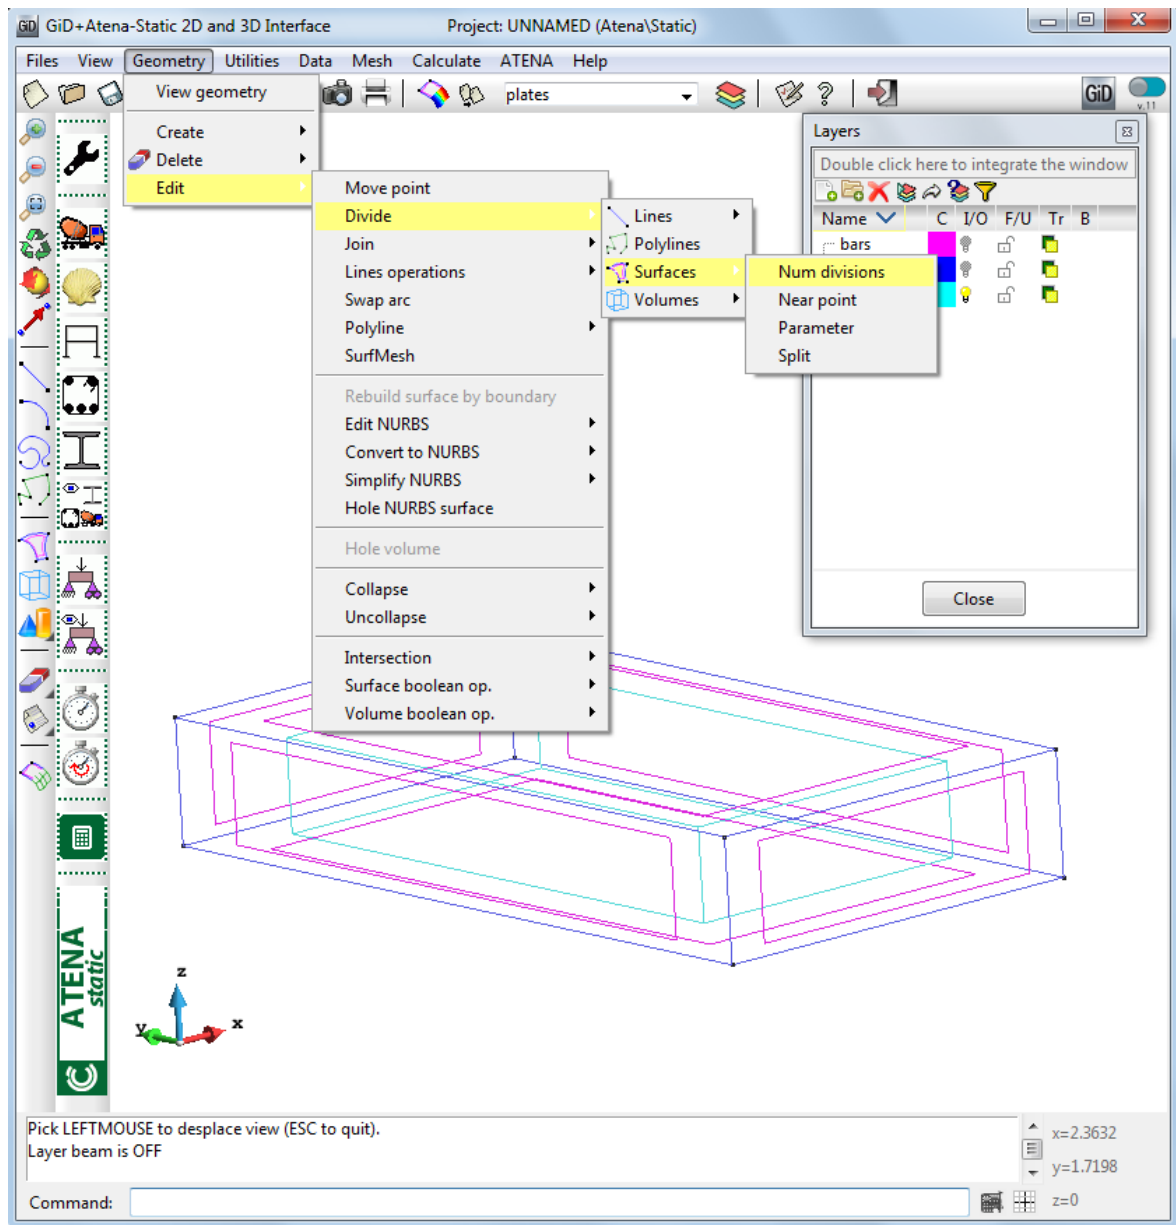 GiD GiD+Atena-Static 2D and 3D Interface Project: UNNAMED (Atena\Static)
Files View Geometry Utilities Data Mesh Calculate ATENA Help
View geometry
Create
Delete
Edit
plates
GiD
v.11
Move point
Divide
Join
Lines operations
Swap arc
Polyline
SurfMesh
Rebuild surface by boundary
Edit NURBS
Convert to NURBS
Simplify NURBS
Hole NURBS surface
Hole volume
Collapse
Uncollapse
Intersection
Surface boolean op.
Volume boolean op.
Lines
Polylines
Surfaces
Volumes
Num divisions
Near point
Parameter
Split
Layers
Double click here to integrate the window
Name C I/O F/U Tr B
bars
Close
ATENA
static
z
y
x
Pick LEFTMOUSE to desplace view (ESC to quit).
Layer beam is OFF
Command:
x=2.3632
y=1.7198
z=0